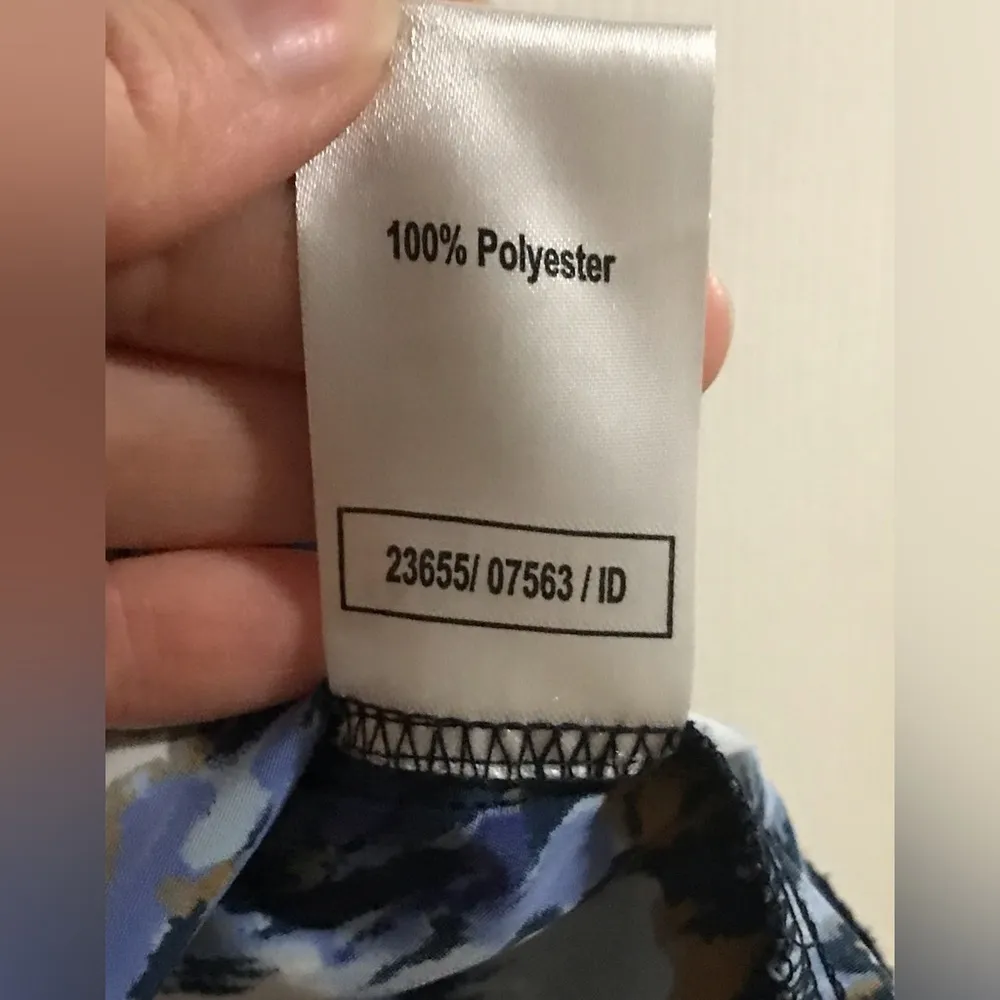 100% Polyester
23655/ 07563 / ID